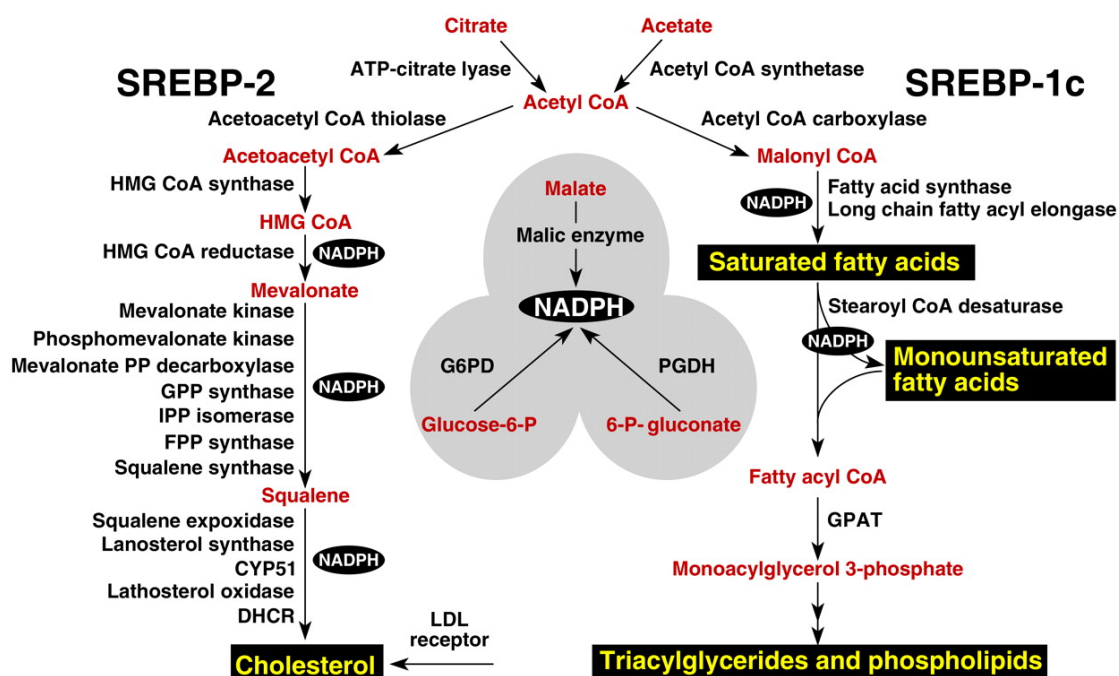 Citrate
Acetate
SREBP-2
ATP-citrate lyase
Acetyl CoA synthetase
SREBP-1c
Acetyl CoA
Acetoacetyl CoA thiolase
Acetyl CoA carboxylase
Acetoacetyl CoA
HMG CoA synthase
HMG CoA
HMG CoA reductase
NADPH
Mevalonate
Mevalonate kinase
Phosphomevalonate kinase
Mevalonate PP decarboxylase
GPP synthase
NADPH
IPP isomerase
FPP synthase
Squalene synthase
Squalene
Squalene expoxidase
Lanosterol synthase
CYP51
NADPH
Lathosterol oxidase
DHCR
Cholesterol
LDL
receptor
Malate
Malic enzyme
NADPH
G6PD
PGDH
Glucose-6-P
6-P-gluconate
Malonyl CoA
NADPH
Fatty acid synthase
Long chain fatty acyl elongase
Saturated fatty acids
Stearoyl CoA desaturase
NADPH
Monounsaturated
fatty acids
Fatty acyl CoA
GPAT
Monoacylglycerol 3-phosphate
Triacylglycerides and phospholipids